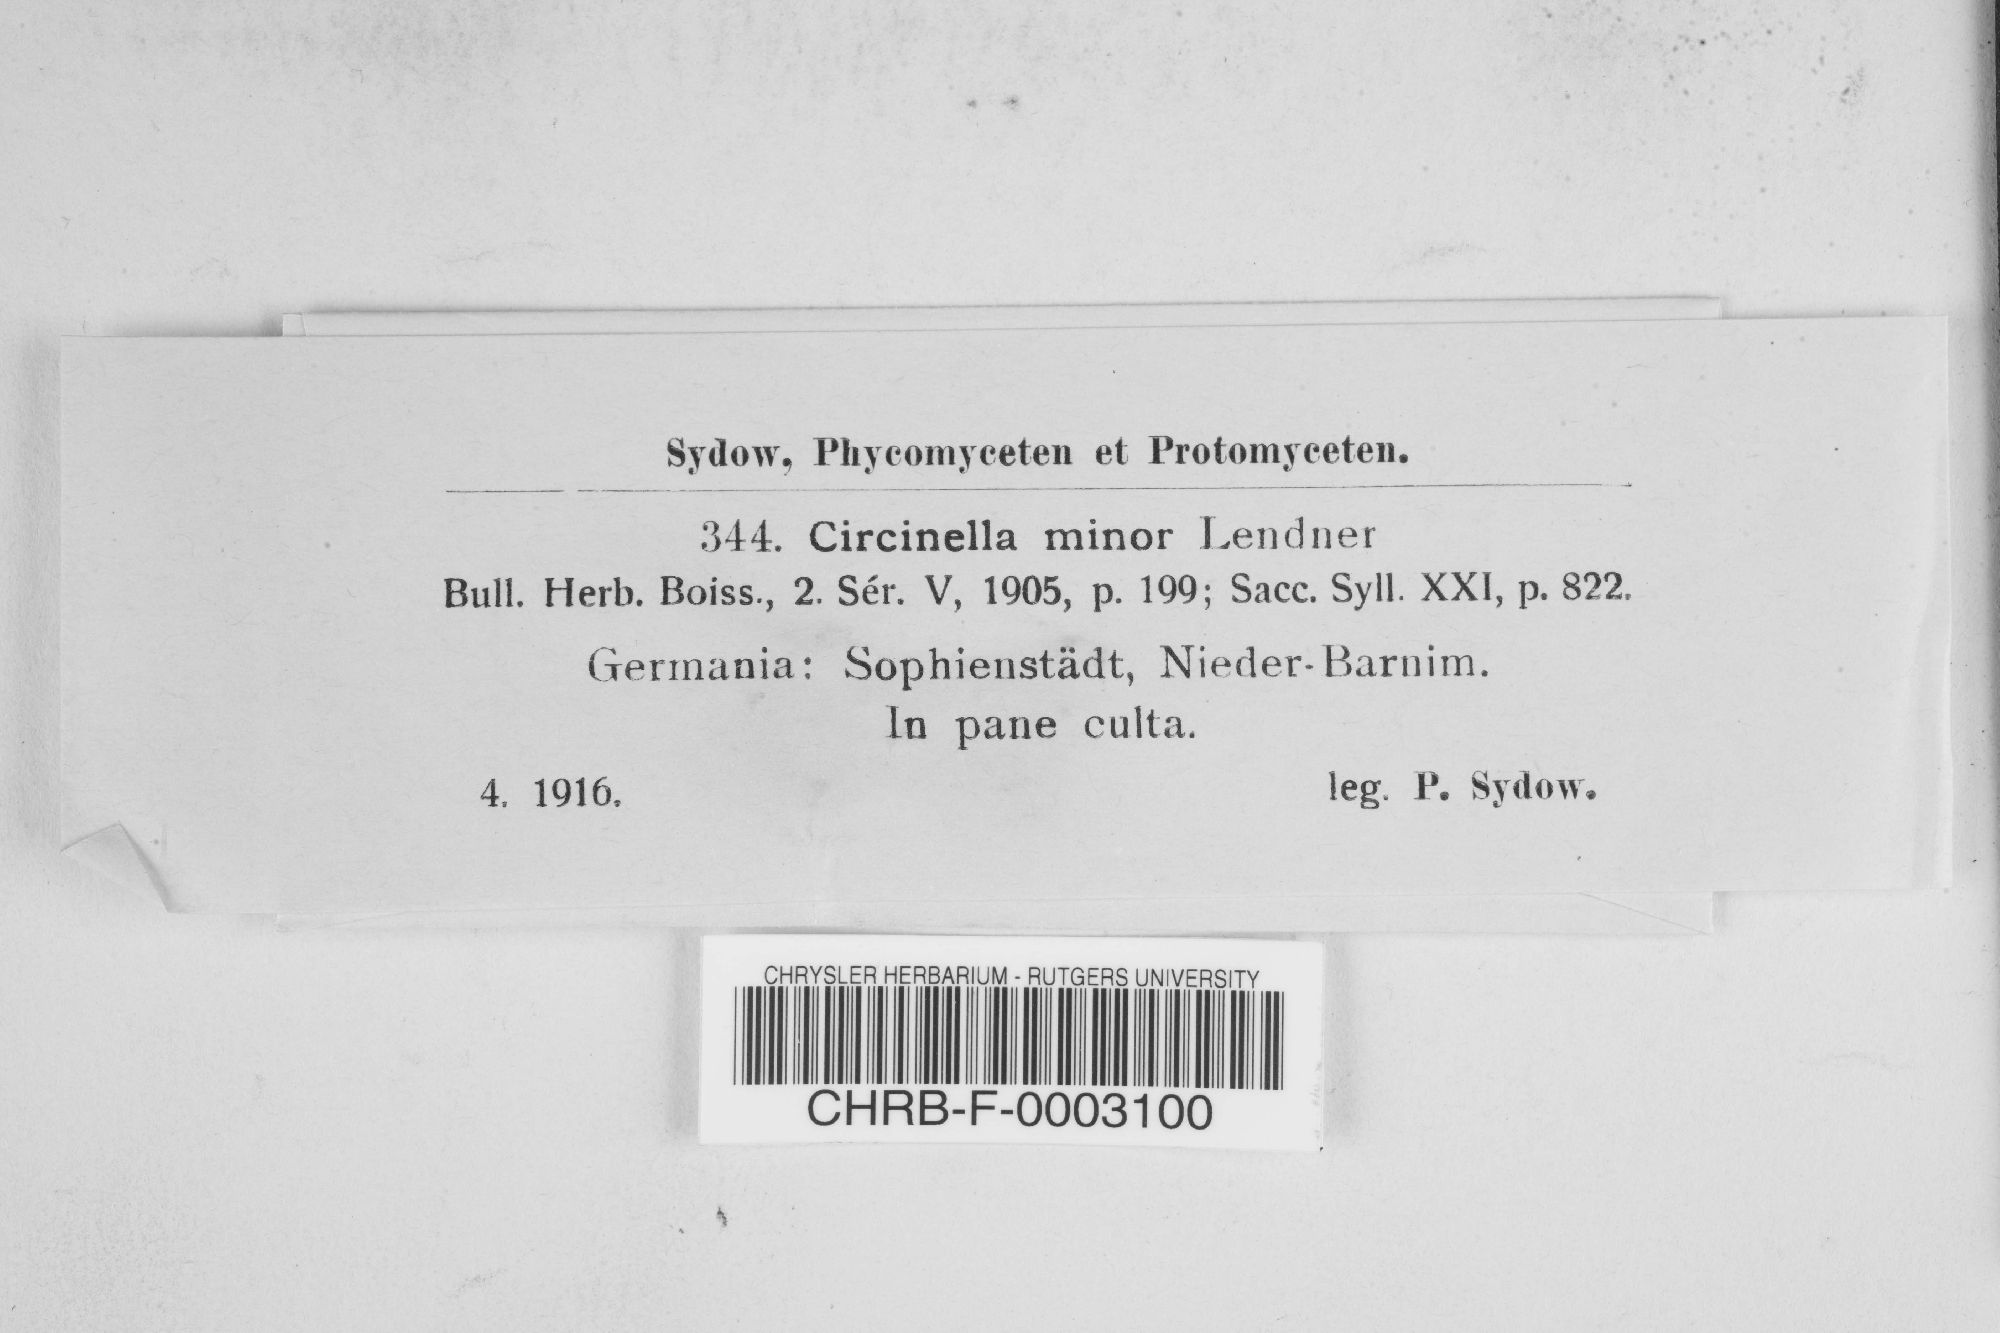 Sydow, Phycomyceten et Protomyceten.
344. Circinella minor Lendner
Bull. Herb. Boiss., 2. Sér. V, 1905, p. 199; Sacc. Syll. XXI, p. 822.
Germania: Sophienstädt, Nieder-Barnim.
In pane culta.
4. 1916. leg. P. Sydow.
CHRYSLER HERBARIUM - RUTGERS UNIVERSITY
CHRB-F-0003100